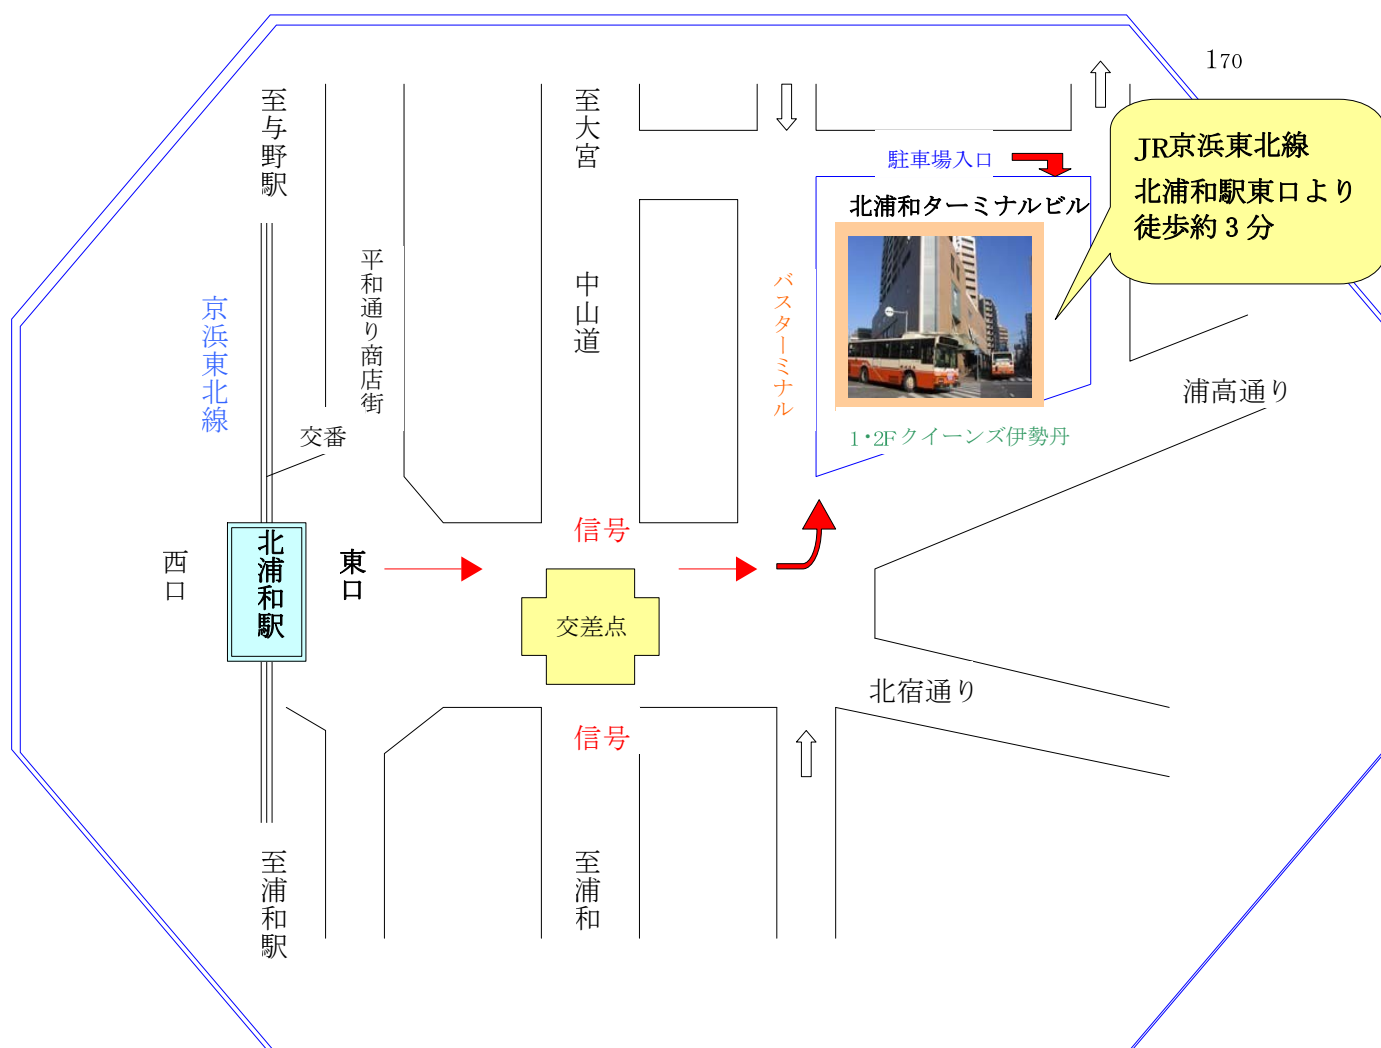 170
至与野駅
至大宮
駐車場入口
JR京浜東北線
北浦和駅東口より
徒歩約3分
北浦和ターミナルビル
平和通り商店街
中山道
バスターミナル
京浜東北線
浦高通り
交番
1・2Fクイーンズ伊勢丹
信号
西口
北浦和駅
東口
交差点
北宿通り
信号
至浦和駅
至浦和